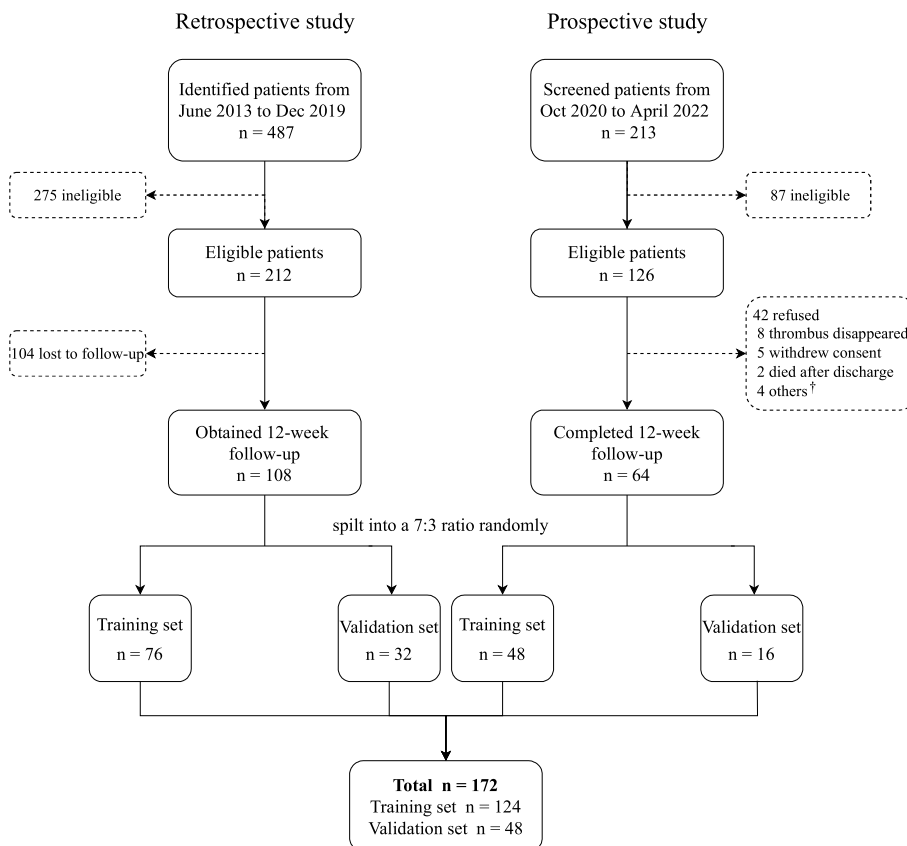 Retrospective study
Prospective study
Identified patients from
June 2013 to Dec 2019
n = 487
Screened patients from
Oct 2020 to April 2022
n = 213
275 ineligible
87 ineligible
Eligible patients
n = 212
Eligible patients
n = 126
104 lost to follow-up
42 refused
8 thrombus disappeared
5 withdrew consent
2 died after discharge
4 others†
Obtained 12-week
follow-up
n = 108
Completed 12-week
follow-up
n = 64
spilt into a 7:3 ratio randomly
Training set
n = 76
Validation set
n = 32
Training set
n = 48
Validation set
n = 16
Total n = 172
Training set n = 124
Validation set n = 48